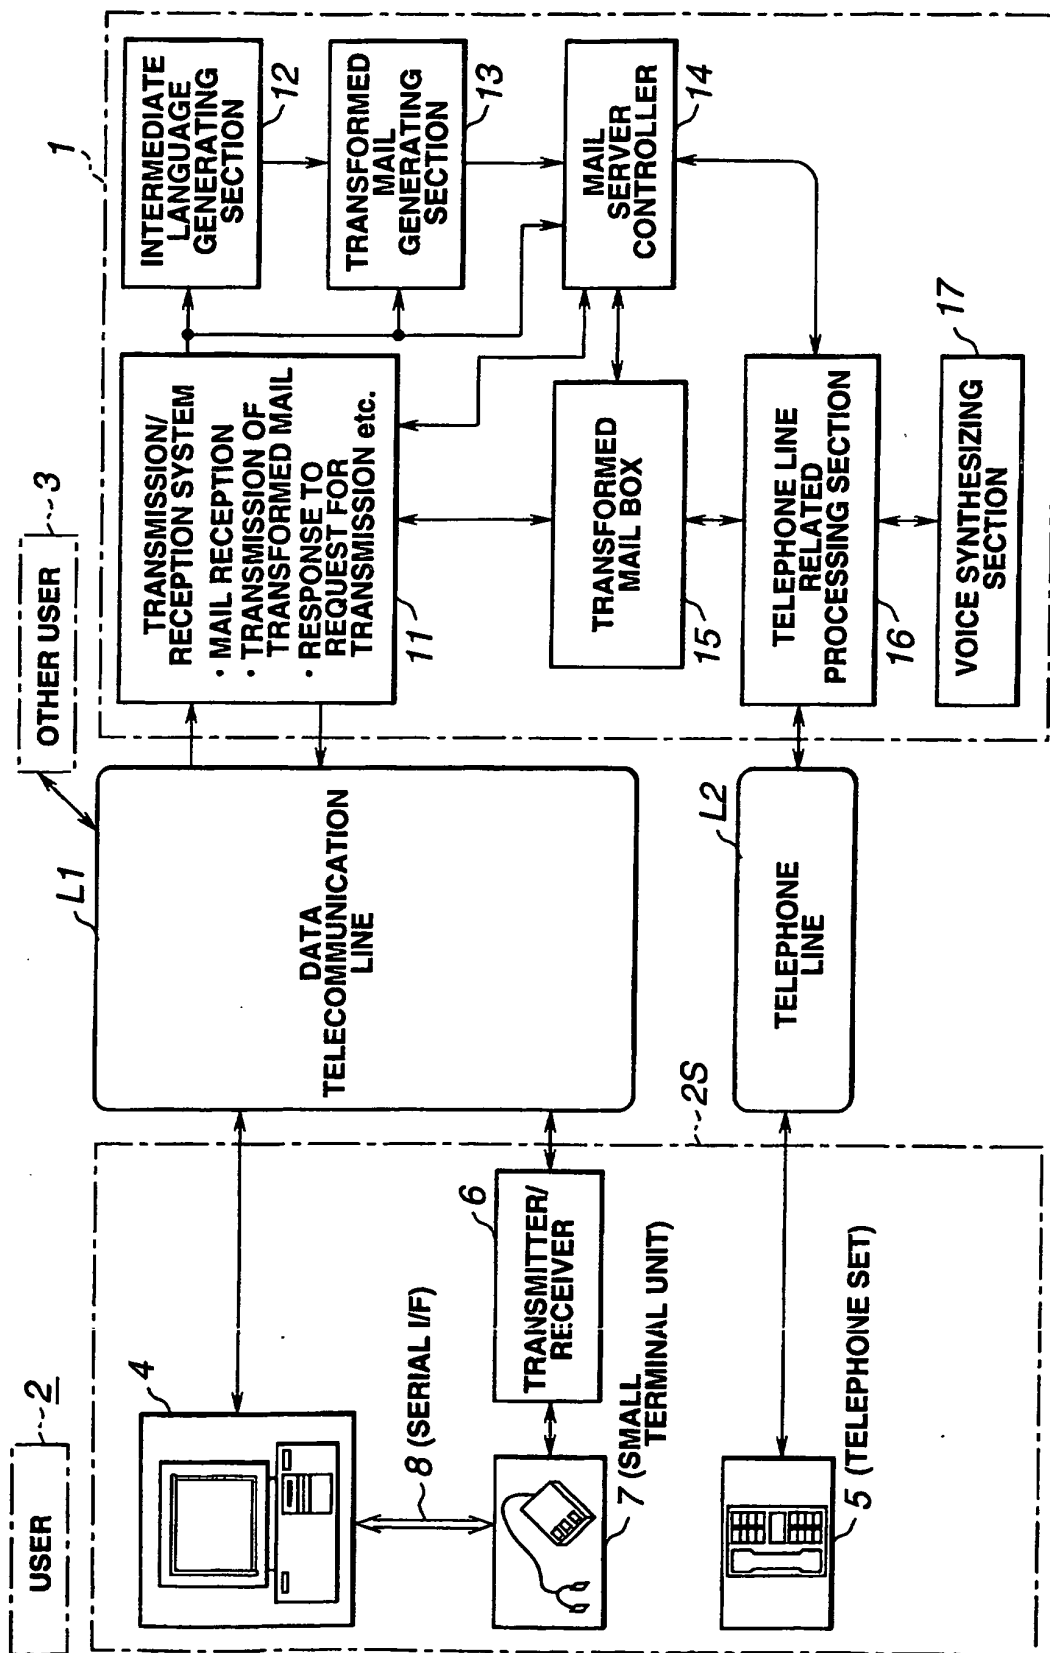 USER
2
4
8 (SERIAL I/F)
6
TRANSMITTER/
RECEIVER
7 (SMALL
TERMINAL UNIT)
5 (TELEPHONE SET)
2S
L1
DATA
TELECOMMUNICATION
LINE
L2
TELEPHONE
LINE
OTHER USER
3
1
TRANSMISSION/
RECEPTION SYSTEM
· MAIL RECEPTION
· TRANSMISSION OF
TRANSFORMED MAIL
· RESPONSE TO
REQUEST FOR
TRANSMISSION etc.
11
INTERMEDIATE
LANGUAGE
GENERATING
SECTION
12
TRANSFORMED
MAIL
GENERATING
SECTION
13
MAIL
SERVER
CONTROLLER
14
TRANSFORMED
MAIL BOX
15
TELEPHONE LINE
RELATED
PROCESSING SECTION
16
VOICE SYNTHESIZING
SECTION
17